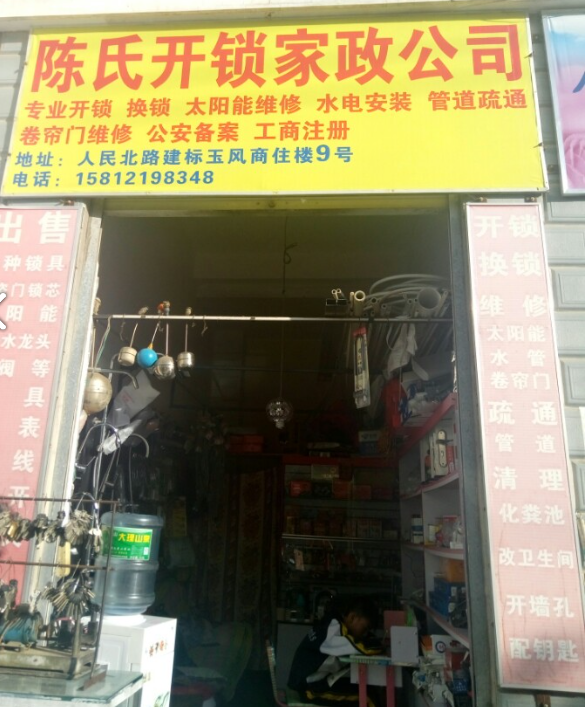 陈氏开锁家政公司
专业开锁 换锁 太阳能维修 水电安装 管道疏通
卷帘门维修 公安备案 工商注册
地址：人民北路建标玉风商住楼9号
电话：15812198348
出售
种锁具
门锁芯
阳能
水龙头
阀等
具
表
线
开
开锁
换锁
维修
太阳能
水管
卷帘门
疏通
管道
清理
化粪池
改卫生间
开墙孔
配钥匙